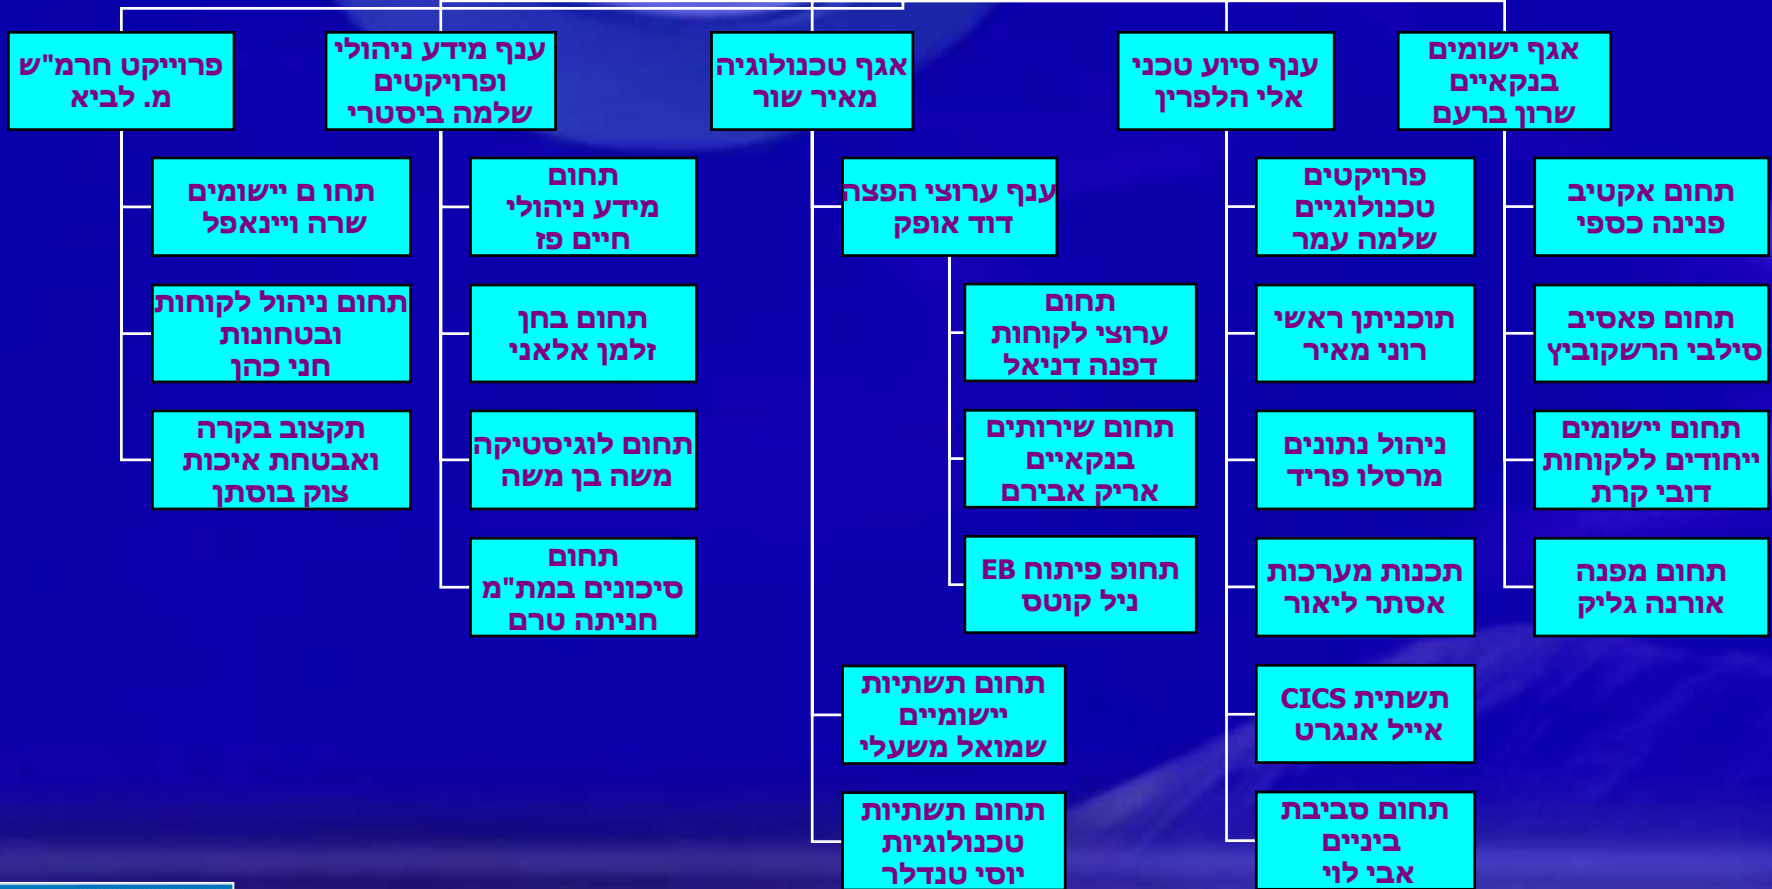 אגף ישומים
בנקאיים
שרון ברעם
תחום אקטיב
פנינה כספי
תחום פאסיב
סילבי הרשקוביץ
תחום יישומים
ייחודים ללקוחות
דובי קרת
תחום מפנה
אורנה גליק
ענף סיוע טכני
אלי הלפרין
פרויקטים
טכנולוגיים
שלמה עמר
תוכניתן ראשי
רוני מאיר
ניהול נתונים
מרסלו פריד
תכנות מערכות
אסתר ליאור
תשתית CICS
אייל אנגרט
תחום סביבת
ביניים
אבי לוי
אגף טכנולוגיה
מאיר שור
ענף ערוצי הפצה
דוד אופק
תחום
ערוצי לקוחות
דפנה דניאל
תחום שירותים
בנקאיים
אריק אבירם
תחופ פיתוח EB
ניל קוטס
תחום תשתיות
יישומיים
שמואל משעלי
תחום תשתיות
טכנולוגיות
יוסי טנדלר
ענף מידע ניהולי
ופרויקטים
שלמה ביסטרי
תחום
מידע ניהולי
חיים פז
תחום בחן
זלמן אלאני
תחום לוגיסטיקה
משה בן משה
תחום
סיכונים במת"מ
חניתה טרם
פרוייקט חרמ"ש
מ. לביא
תחו ם יישומים
שרה ויינאפל
תחום ניהול לקוחות
ובטחונות
חני כהן
תקצוב בקרה
ואבטחת איכות
צוק בוסתן